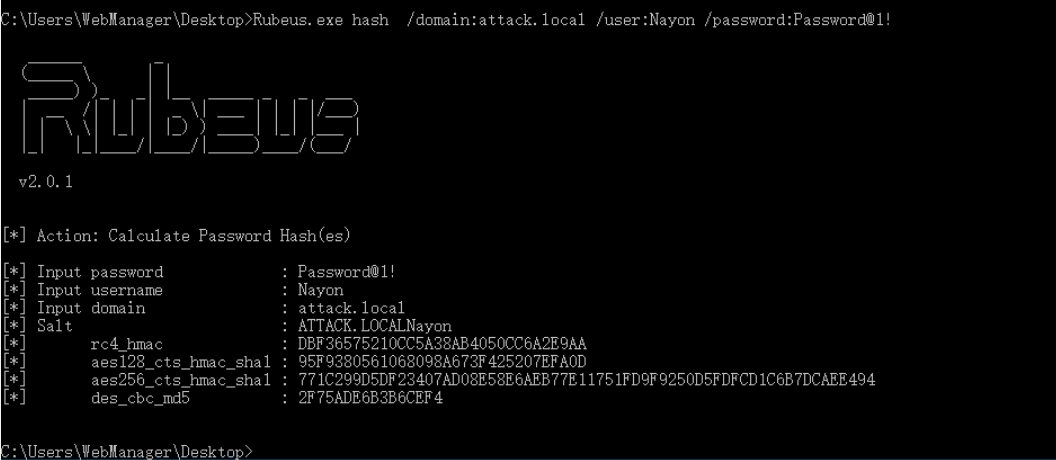 C:\Users\WebManager\Desktop>Rubeus.exe hash  /domain:attack.local /user:Nayon /password:Password@1!
Rubeus
v2.0.1
[*] Action: Calculate Password Hash(es)
[*] Input password             : Password@1!
[*] Input username             : Nayon
[*] Input domain               : attack.local
[*] Salt                       : ATTACK.LOCALNayon
[*]       rc4_hmac             : DBF36575210CC5A38AB4050CC6A2E9AA
[*]       aes128_cts_hmac_sha1 : 95F9380561068098A673F425207EFA0D
[*]       aes256_cts_hmac_sha1 : 771C299D5DF23407AD08E58E6AEB77E11751FD9F9250D5FDFCD1C6B7DCAEE494
[*]       des_cbc_md5          : 2F75ADE6B3B6CEF4
C:\Users\WebManager\Desktop>